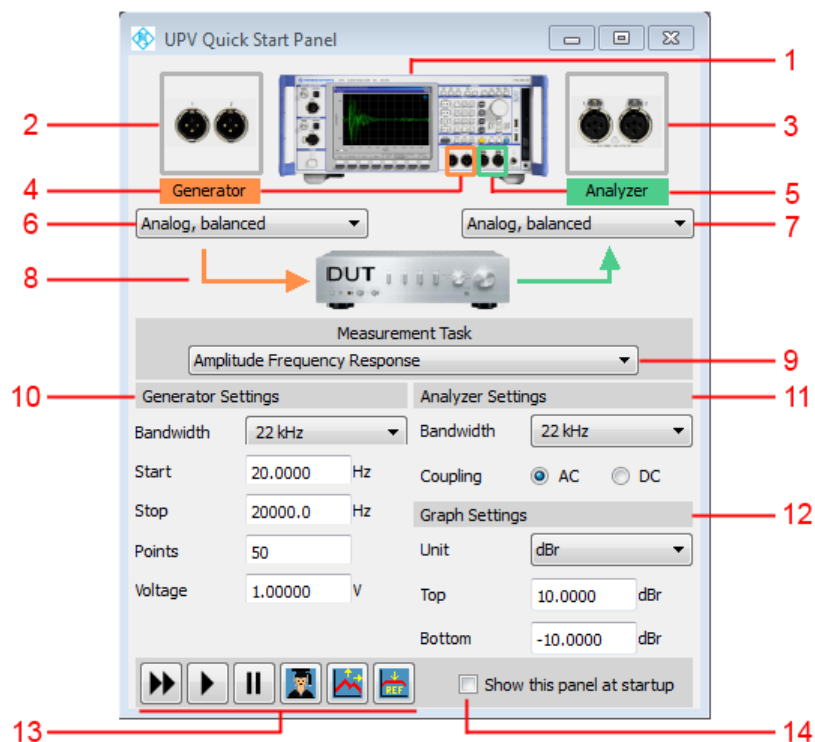 UPV Quick Start Panel
1
2
3
4
Generator
Analyzer
5
6
Analog, balanced
Analog, balanced
7
8
DUT
Measurement Task
Amplitude Frequency Response
9
10
Generator Settings
Analyzer Settings
11
Bandwidth
22 kHz
Bandwidth
22 kHz
Start
20.0000
Hz
Coupling
AC
DC
Stop
20000.0
Hz
Graph Settings
12
Points
50
Unit
dBr
Voltage
1.00000
V
Top
10.0000
dBr
Bottom
-10.0000
dBr
REF
Show this panel at startup
13
14